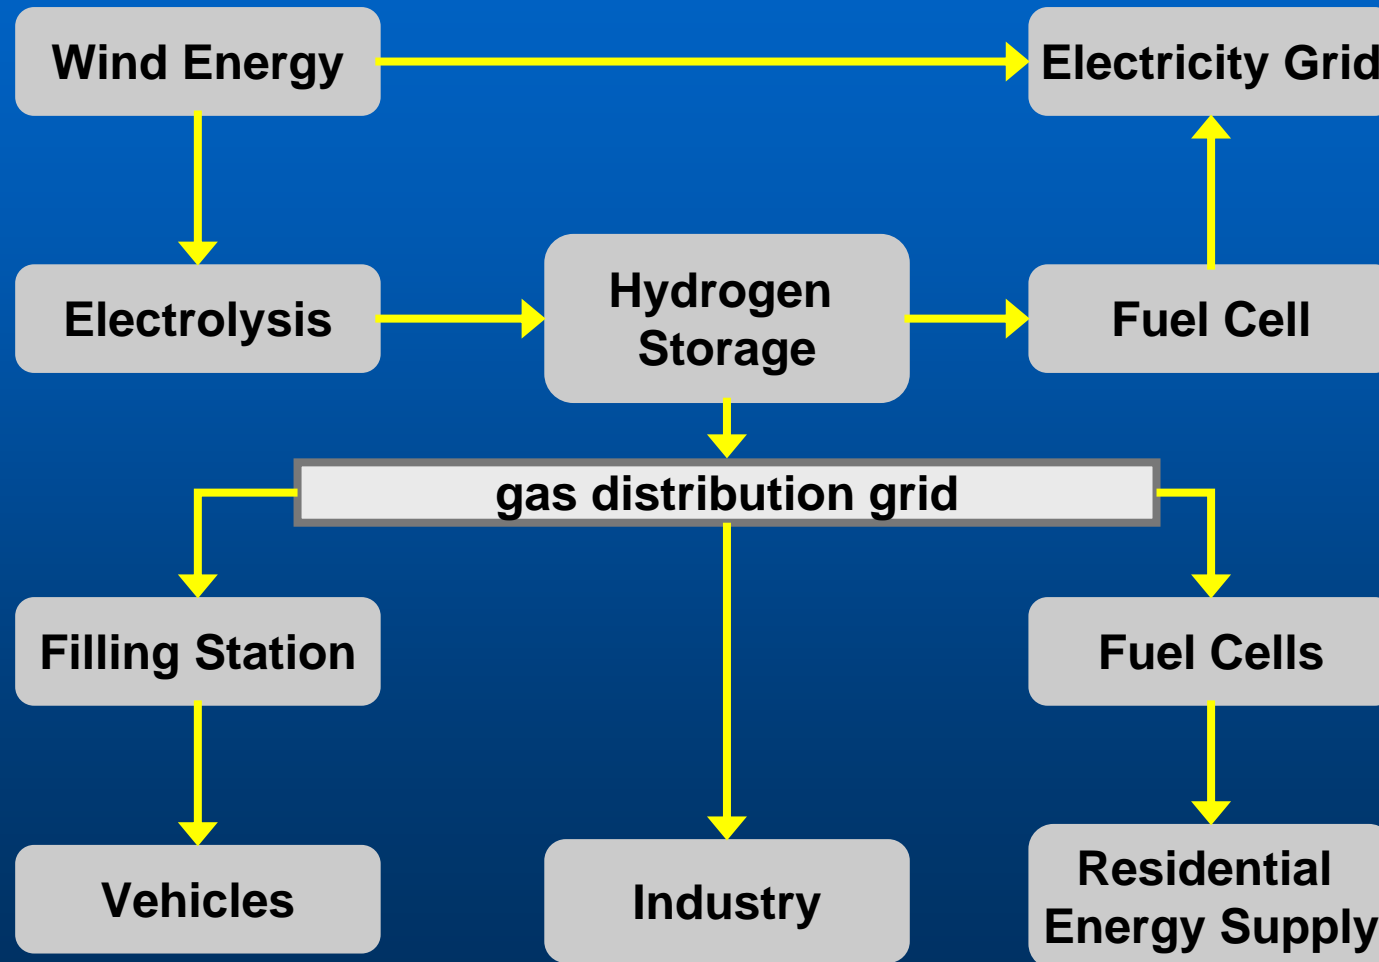 Wind Energy
Electricity Grid
Electrolysis
Hydrogen
Storage
Fuel Cell
gas distribution grid
Filling Station
Fuel Cells
Vehicles
Industry
Residential
Energy Supply